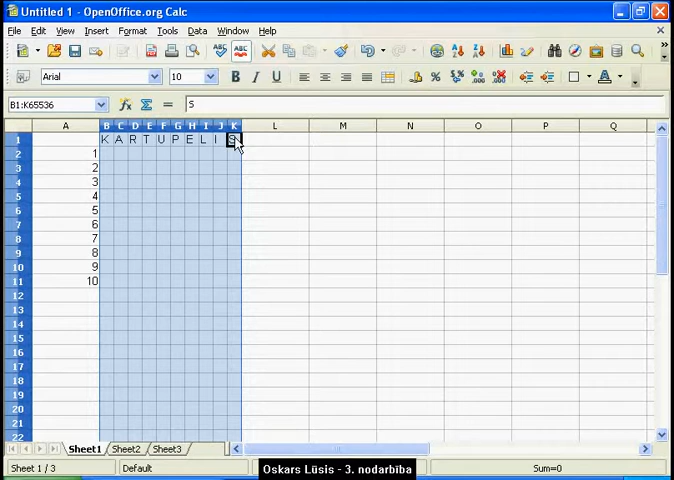 Untitled 1 - OpenOffice.org Calc
File Edit View Insert Format Tools Data Window Help
Arial 10 B I U
B1:K65536 S
A B C D E F G H I J K L M N O P Q
1 K A R T U P E L I S
2 1
3 2
4 3
5 4
6 5
7 6
8 7
9 8
10 9
11 10
12
13
14
15
16
17
18
19
20
21
22
Sheet1 Sheet2 Sheet3
Sheet 1 / 3 Default Oskars Lūsis - 3. nodarbība Sum=0